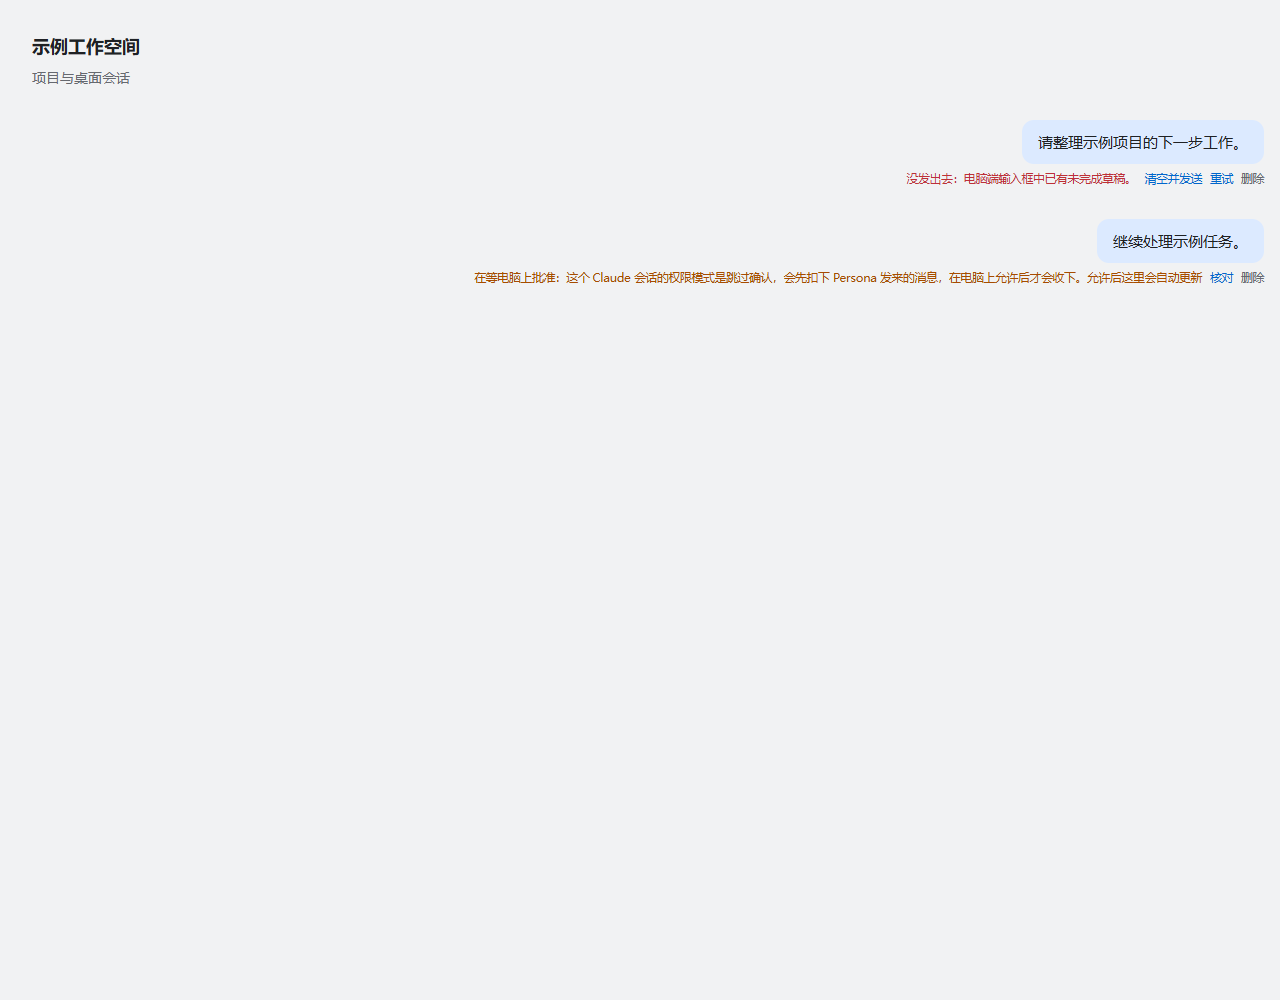 示例工作空间
项目与桌面会话
请整理示例项目的下一步工作。
没发出去：电脑端输入框中已有未完成草稿。 清空并发送 重试 删除
继续处理示例任务。
在等电脑上批准：这个 Claude 会话的权限模式是跳过确认，会先扣下 Persona 发来的消息，在电脑上允许后才会收下。允许后这里会自动更新 核对 删除